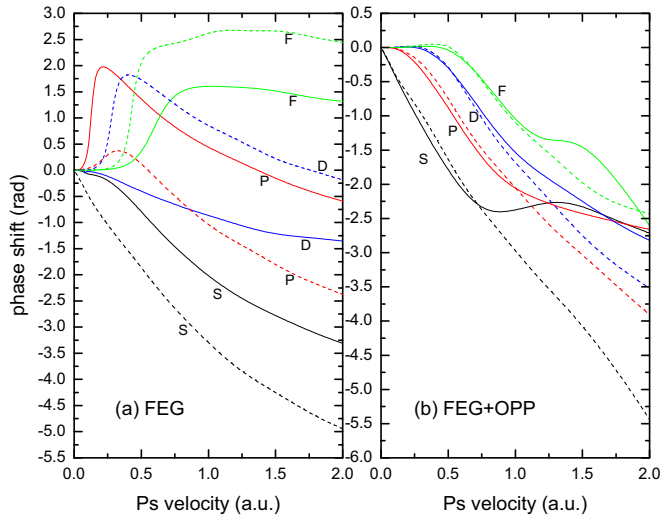 phase shift (rad)
3.0
2.5
2.0
1.5
1.0
0.5
0.0
-0.5
-1.0
-1.5
-2.0
-2.5
-3.0
-3.5
-4.0
-4.5
-5.0
-5.5
F
F
D
P
D
P
S
S
(a) FEG
0.0 0.5 1.0 1.5 2.0
Ps velocity (a.u.)
0.5
0.0
-0.5
-1.0
-1.5
-2.0
-2.5
-3.0
-3.5
-4.0
-4.5
-5.0
-5.5
-6.0
F
D
P
S
(b) FEG+OPP
0.0 0.5 1.0 1.5 2.0
Ps velocity (a.u.)